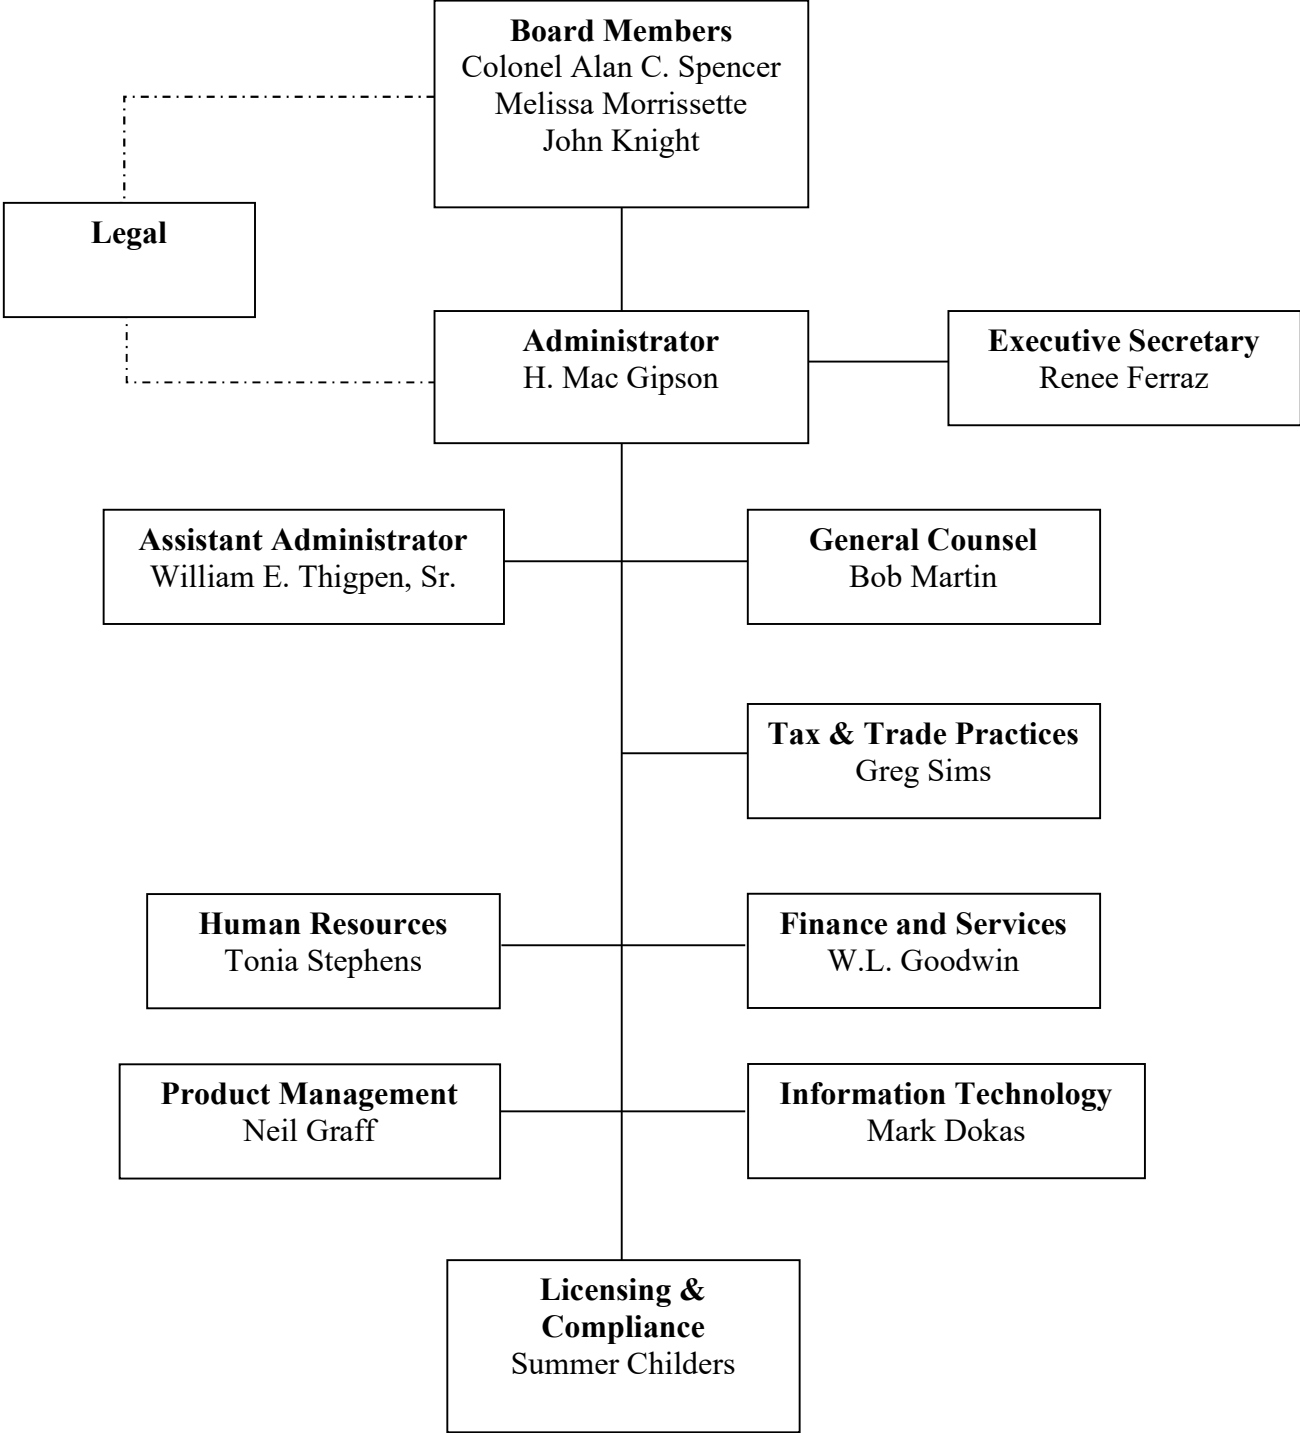 Board Members
Colonel Alan C. Spencer
Melissa Morrissette
John Knight
Legal
Administrator
H. Mac Gipson
Executive Secretary
Renee Ferraz
Assistant Administrator
William E. Thigpen, Sr.
General Counsel
Bob Martin
Tax & Trade Practices
Greg Sims
Human Resources
Tonia Stephens
Finance and Services
W.L. Goodwin
Product Management
Neil Graff
Information Technology
Mark Dokas
Licensing &
Compliance
Summer Childers